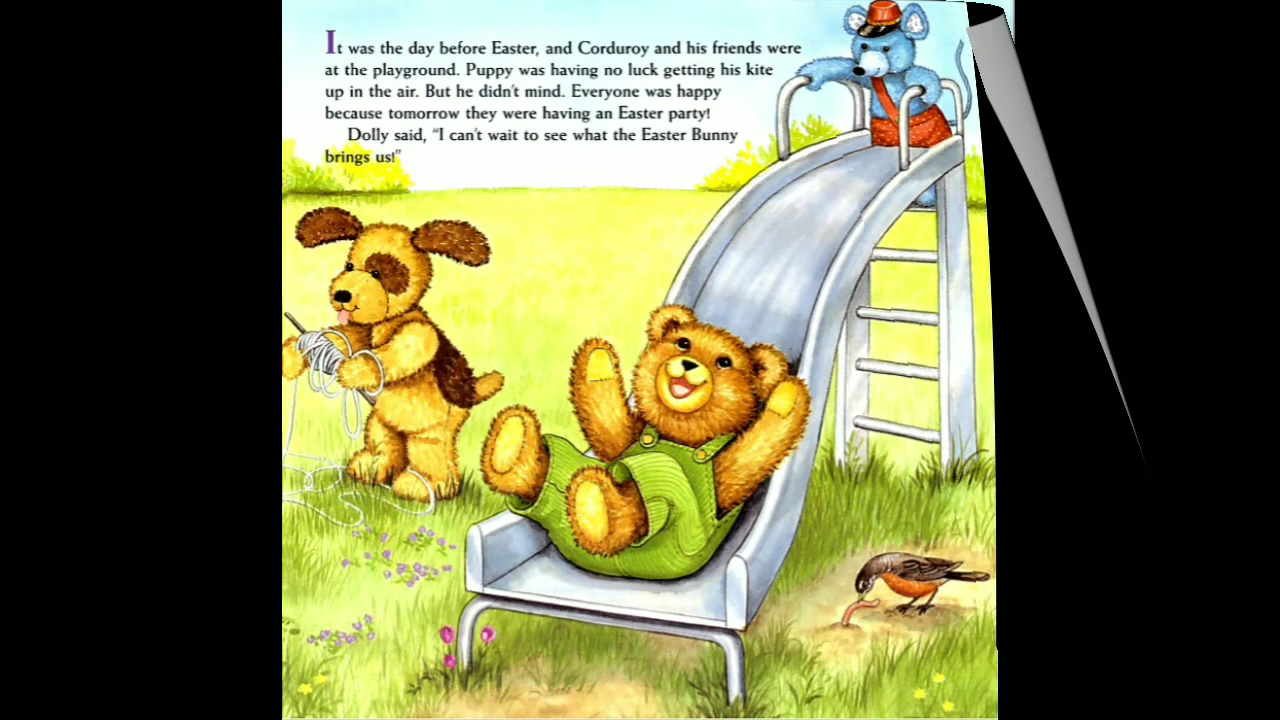 It was the day before Easter, and Corduroy and his friends were
at the playground. Puppy was having no luck getting his kite
up in the air. But he didn't mind. Everyone was happy
because tomorrow they were having an Easter party!
Dolly said, "I can't wait to see what the Easter Bunny
brings us!"